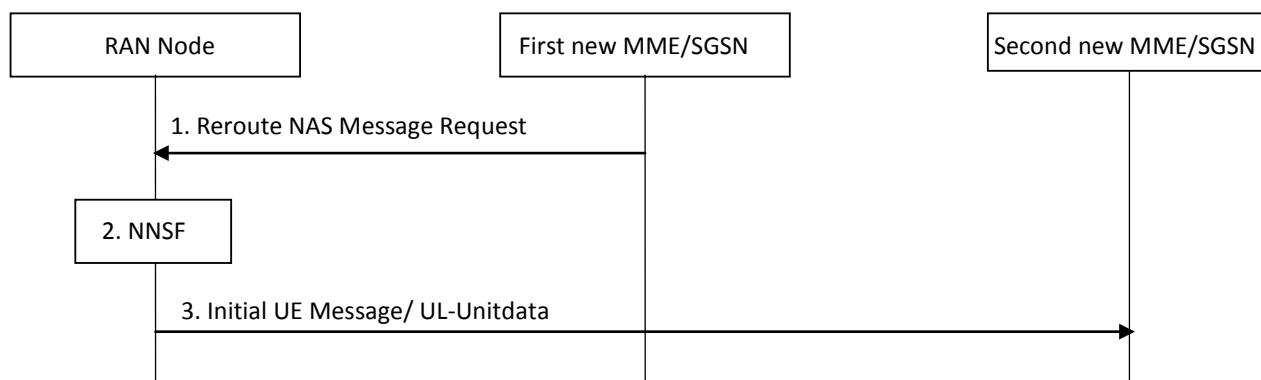 RAN Node
First new MME/SGSN
Second new MME/SGSN
1. Reroute NAS Message Request
2. NNSF
3. Initial UE Message/ UL-Unitdata